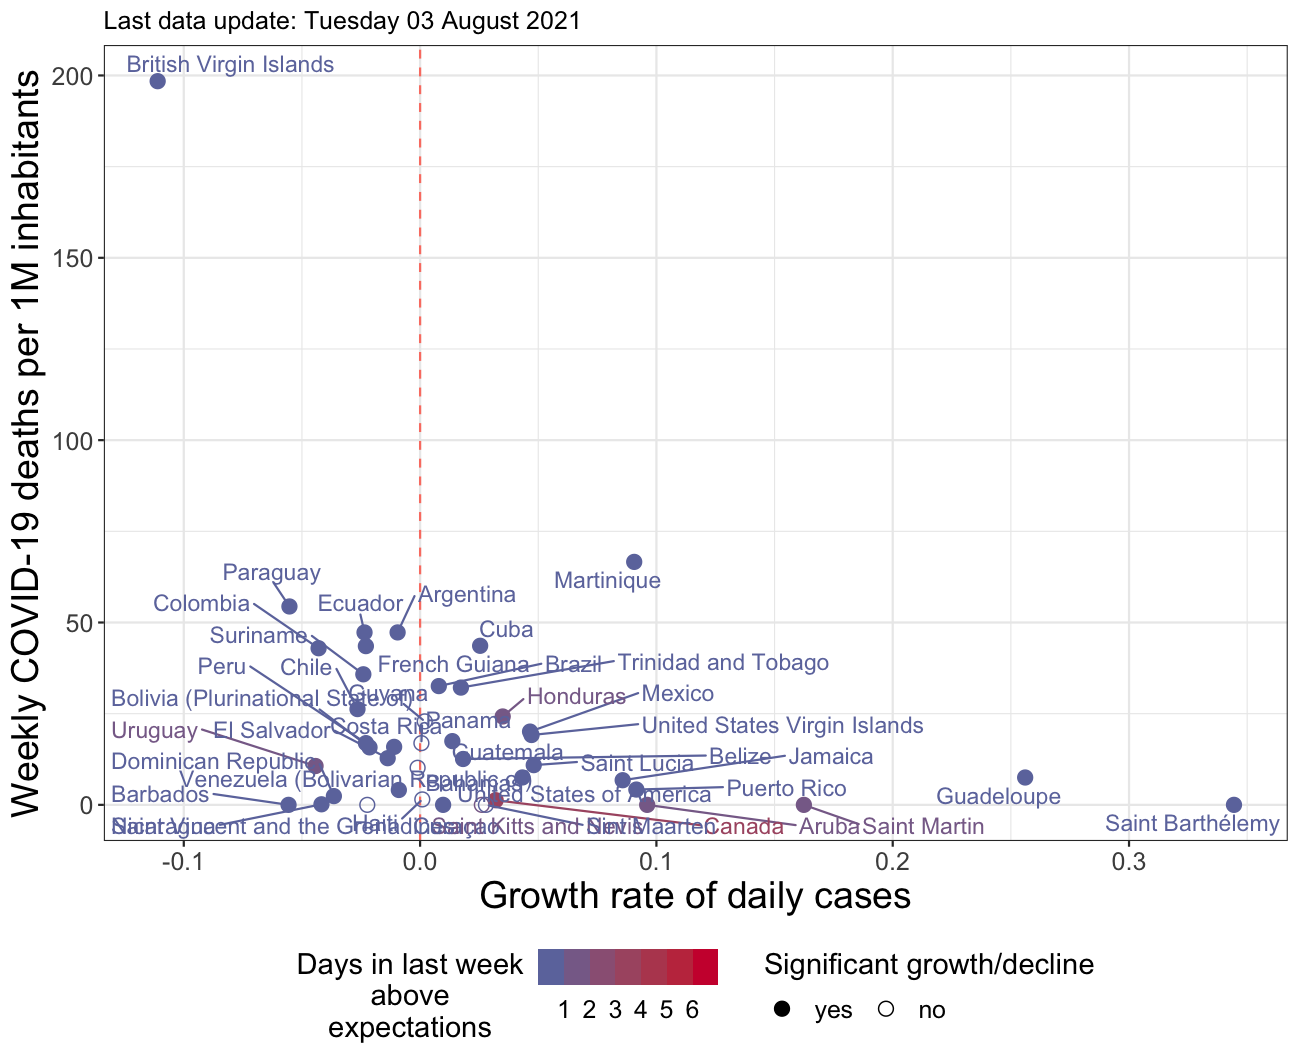 Last data update: Tuesday 03 August 2021
Weekly COVID-19 deaths per 1M inhabitants
200
150
100
50
0
British Virgin Islands
Paraguay
Martinique
Colombia
Ecuador
Argentina
Suriname
Cuba
Peru
Chile
French Guiana
Brazil
Trinidad and Tobago
Guyana
Bolivia (Plurinational State of)
Honduras
Mexico
Uruguay
El Salvador
Costa Rica
Panama
United States Virgin Islands
Guatemala
Dominican Republic
Saint Lucia
Belize
Jamaica
Venezuela (Bolivarian Republic of)
Bahamas
Barbados
United States of America
Puerto Rico
Guadeloupe
Nicaragua
Saint Vincent and the Grenadines
Haiti
Curaçao
Saint Kitts and Nevis
Sint Maarten
Canada
Aruba
Saint Martin
Saint Barthélemy
-0.1
0.0
0.1
0.2
0.3
Growth rate of daily cases
Days in last week
above
expectations
1 2 3 4 5 6
Significant growth/decline
yes
no